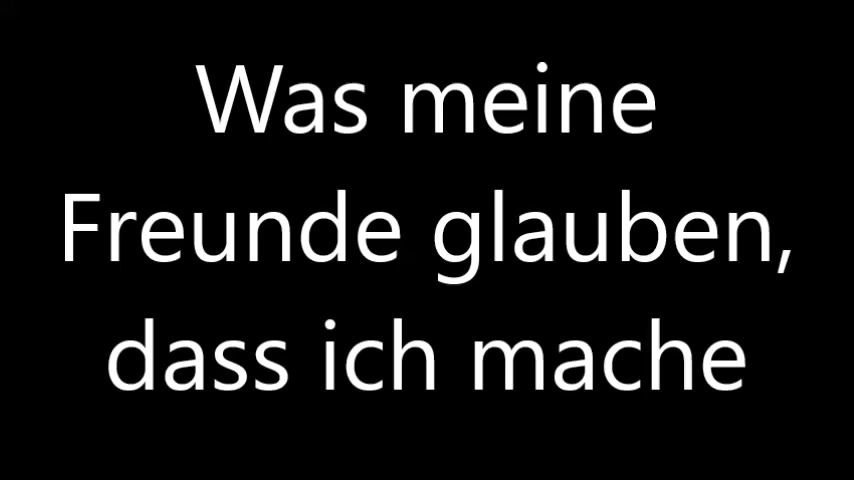 Was meine
Freunde glauben,
dass ich mache